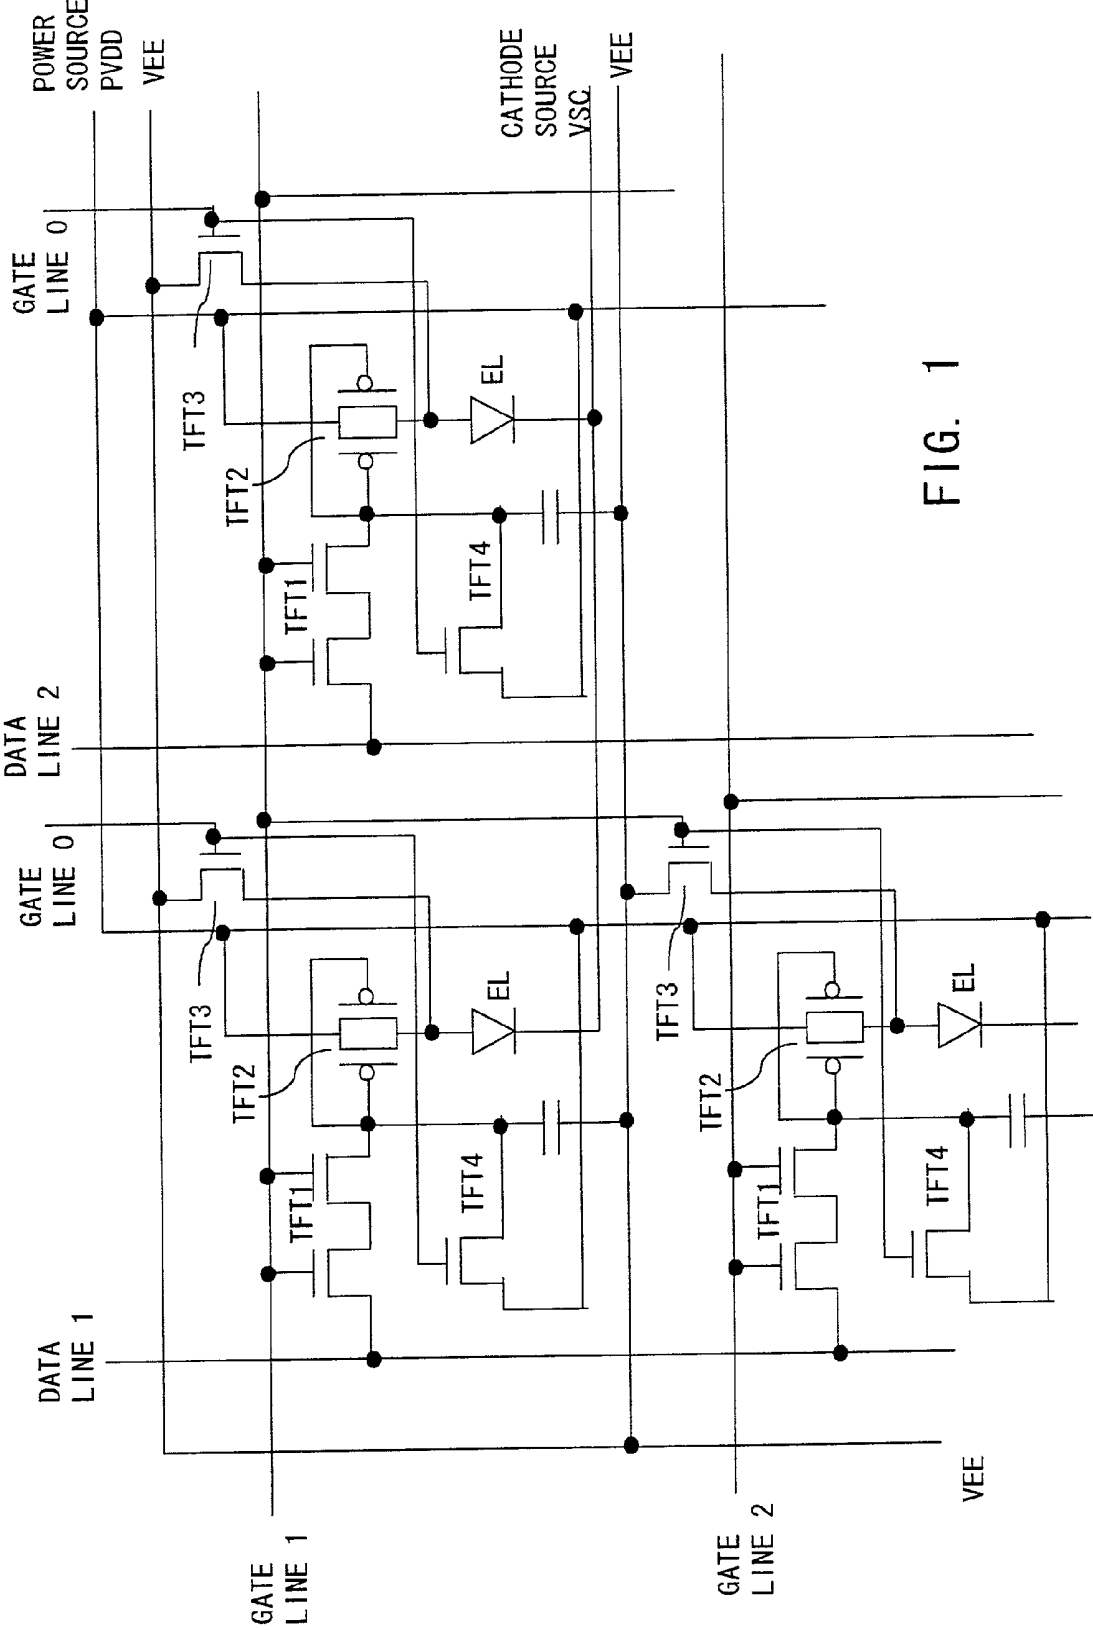 POWER
SOURCE
PVDD
VEE
CATHODE
SOURCE
VSC
VEE
GATE
LINE 0
TFT3
EL
TFT2
TFT1
TFT4
DATA
LINE 2
GATE
LINE 0
TFT3
EL
TFT2
TFT1
TFT4
DATA
LINE 1
TFT3
EL
TFT2
TFT1
TFT4
VEE
GATE
LINE 1
GATE
LINE 2
FIG. 1